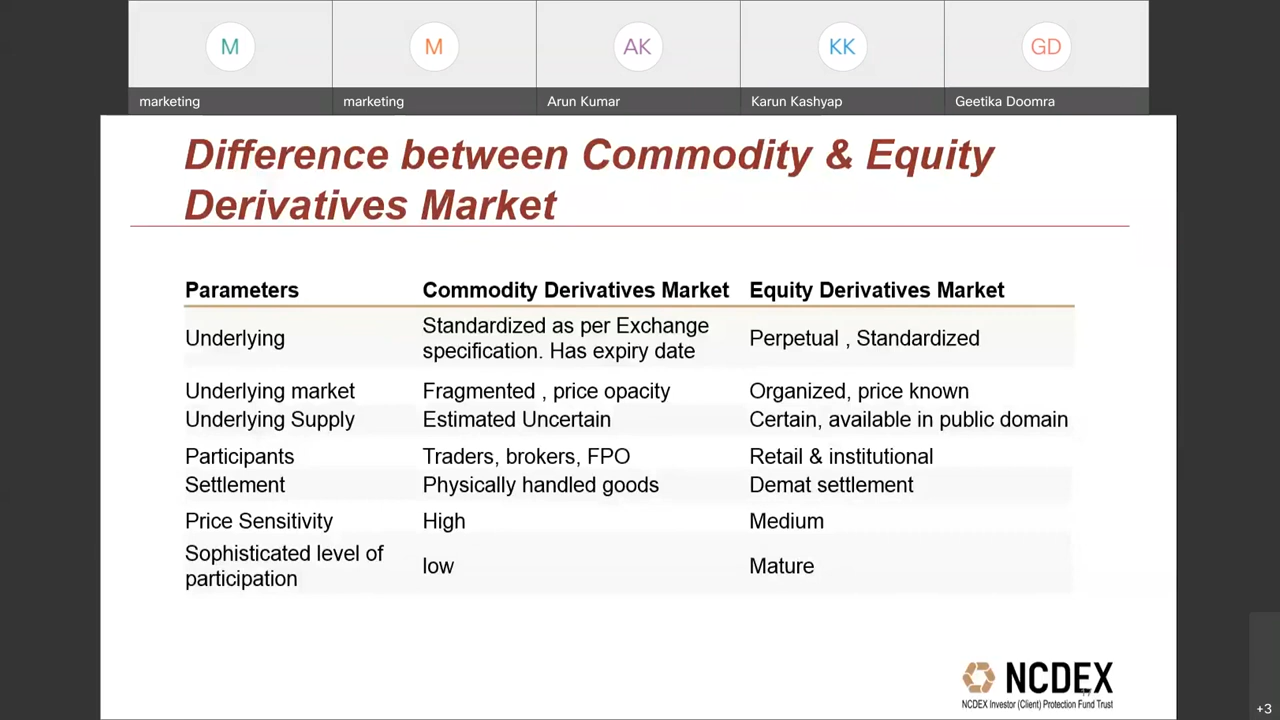 M
M
AK
KK
GD
marketing
marketing
Arun Kumar
Karun Kashyap
Geetika Doomra
Difference between Commodity & Equity
Derivatives Market
Parameters Commodity Derivatives Market Equity Derivatives Market
Underlying Standardized as per Exchange specification. Has expiry date Perpetual , Standardized
Underlying market Fragmented , price opacity Organized, price known
Underlying Supply Estimated Uncertain Certain, available in public domain
Participants Traders, brokers, FPO Retail & institutional
Settlement Physically handled goods Demat settlement
Price Sensitivity High Medium
Sophisticated level of participation low Mature
NCDEX
NCDEX Investor (Client) Protection Fund Trust
+3